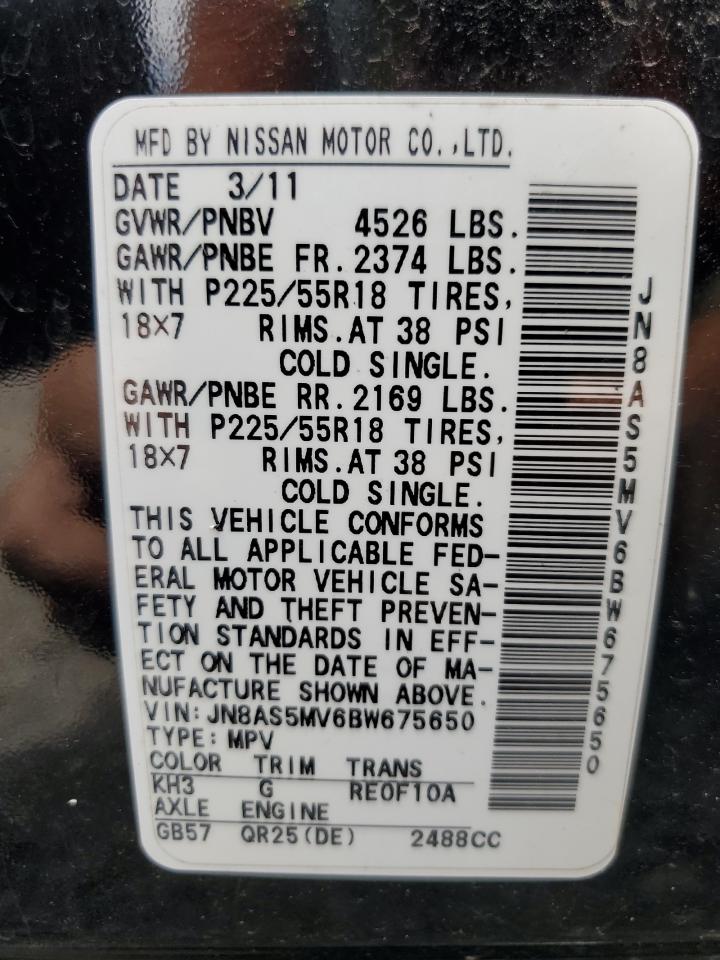 MFD BY NISSAN MOTOR CO.,LTD.
DATE 3/11
GVWR/PNBV 4526 LBS.
GAWR/PNBE FR.2374 LBS.
WITH P225/55R18 TIRES,
18×7 RIMS.AT 38 PSI
COLD SINGLE.
GAWR/PNBE RR.2169 LBS.
WITH P225/55R18 TIRES,
18×7 RIMS.AT 38 PSI
COLD SINGLE.
THIS VEHICLE CONFORMS
TO ALL APPLICABLE FED-
ERAL MOTOR VEHICLE SA-
FETY AND THEFT PREVEN-
TION STANDARDS IN EFF-
ECT ON THE DATE OF MA-
NUFACTURE SHOWN ABOVE.
VIN: JN8AS5MV6BW675650
TYPE: MPV
COLOR TRIM TRANS
KH3 G RE0F10A
AXLE ENGINE
GB57 QR25(DE) 2488CC
JN8AS5MV6BW675650